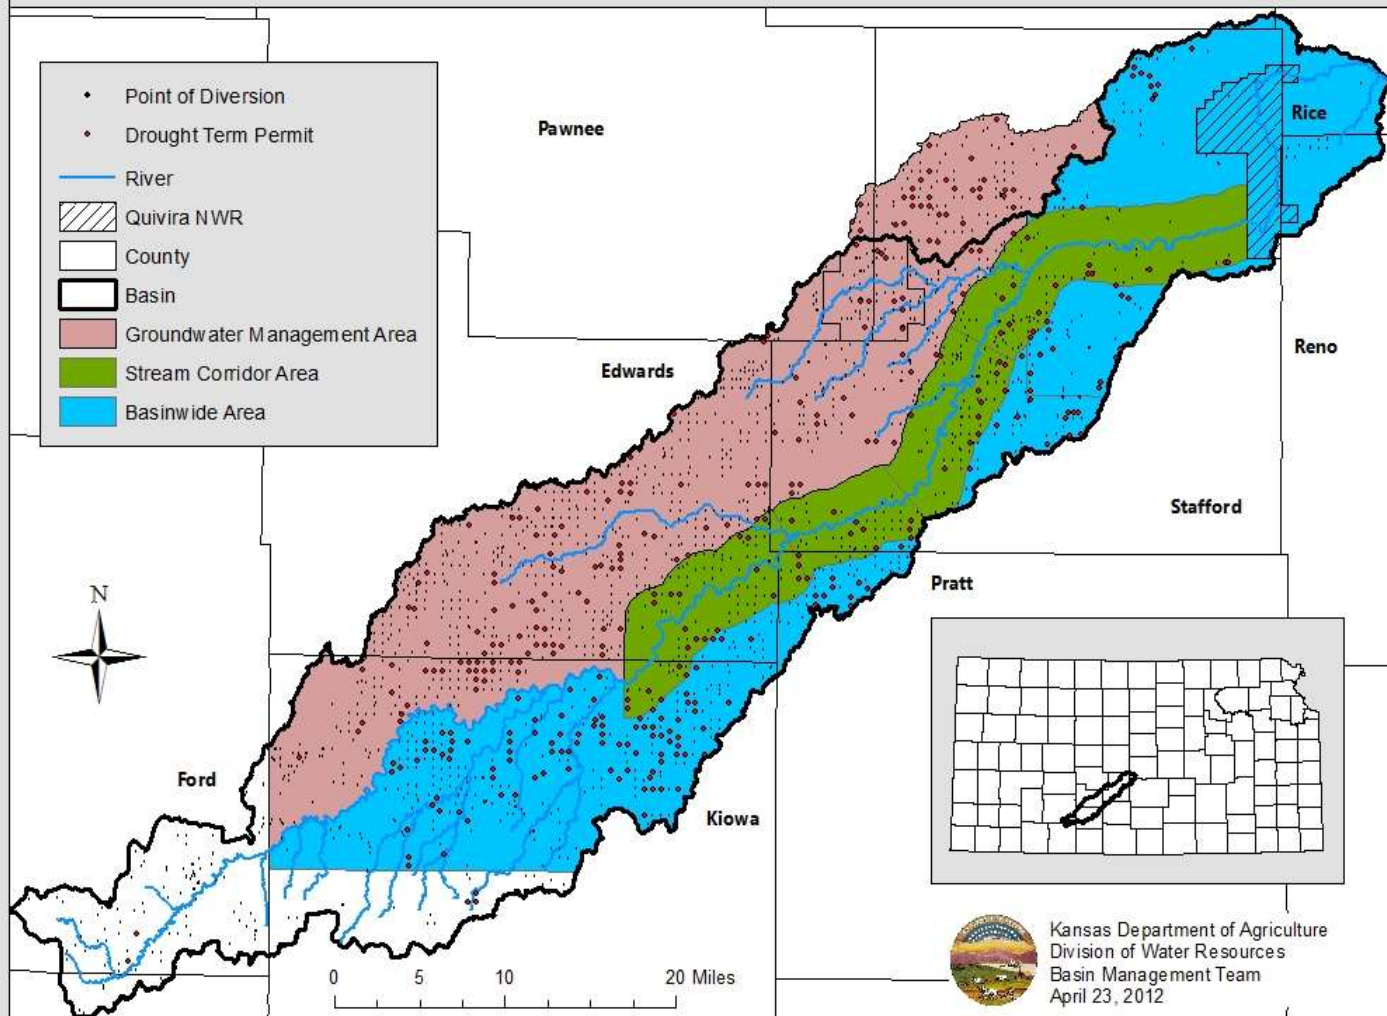 Point of Diversion
Drought Term Permit
River
Quivira NWR
County
Basin
Groundwater Management Area
Stream Corridor Area
Basinwide Area
Pawnee
Rice
Edwards
Reno
Stafford
Pratt
N
Ford
Kiowa
0 5 10 20 Miles
Kansas Department of Agriculture
Division of Water Resources
Basin Management Team
April 23, 2012